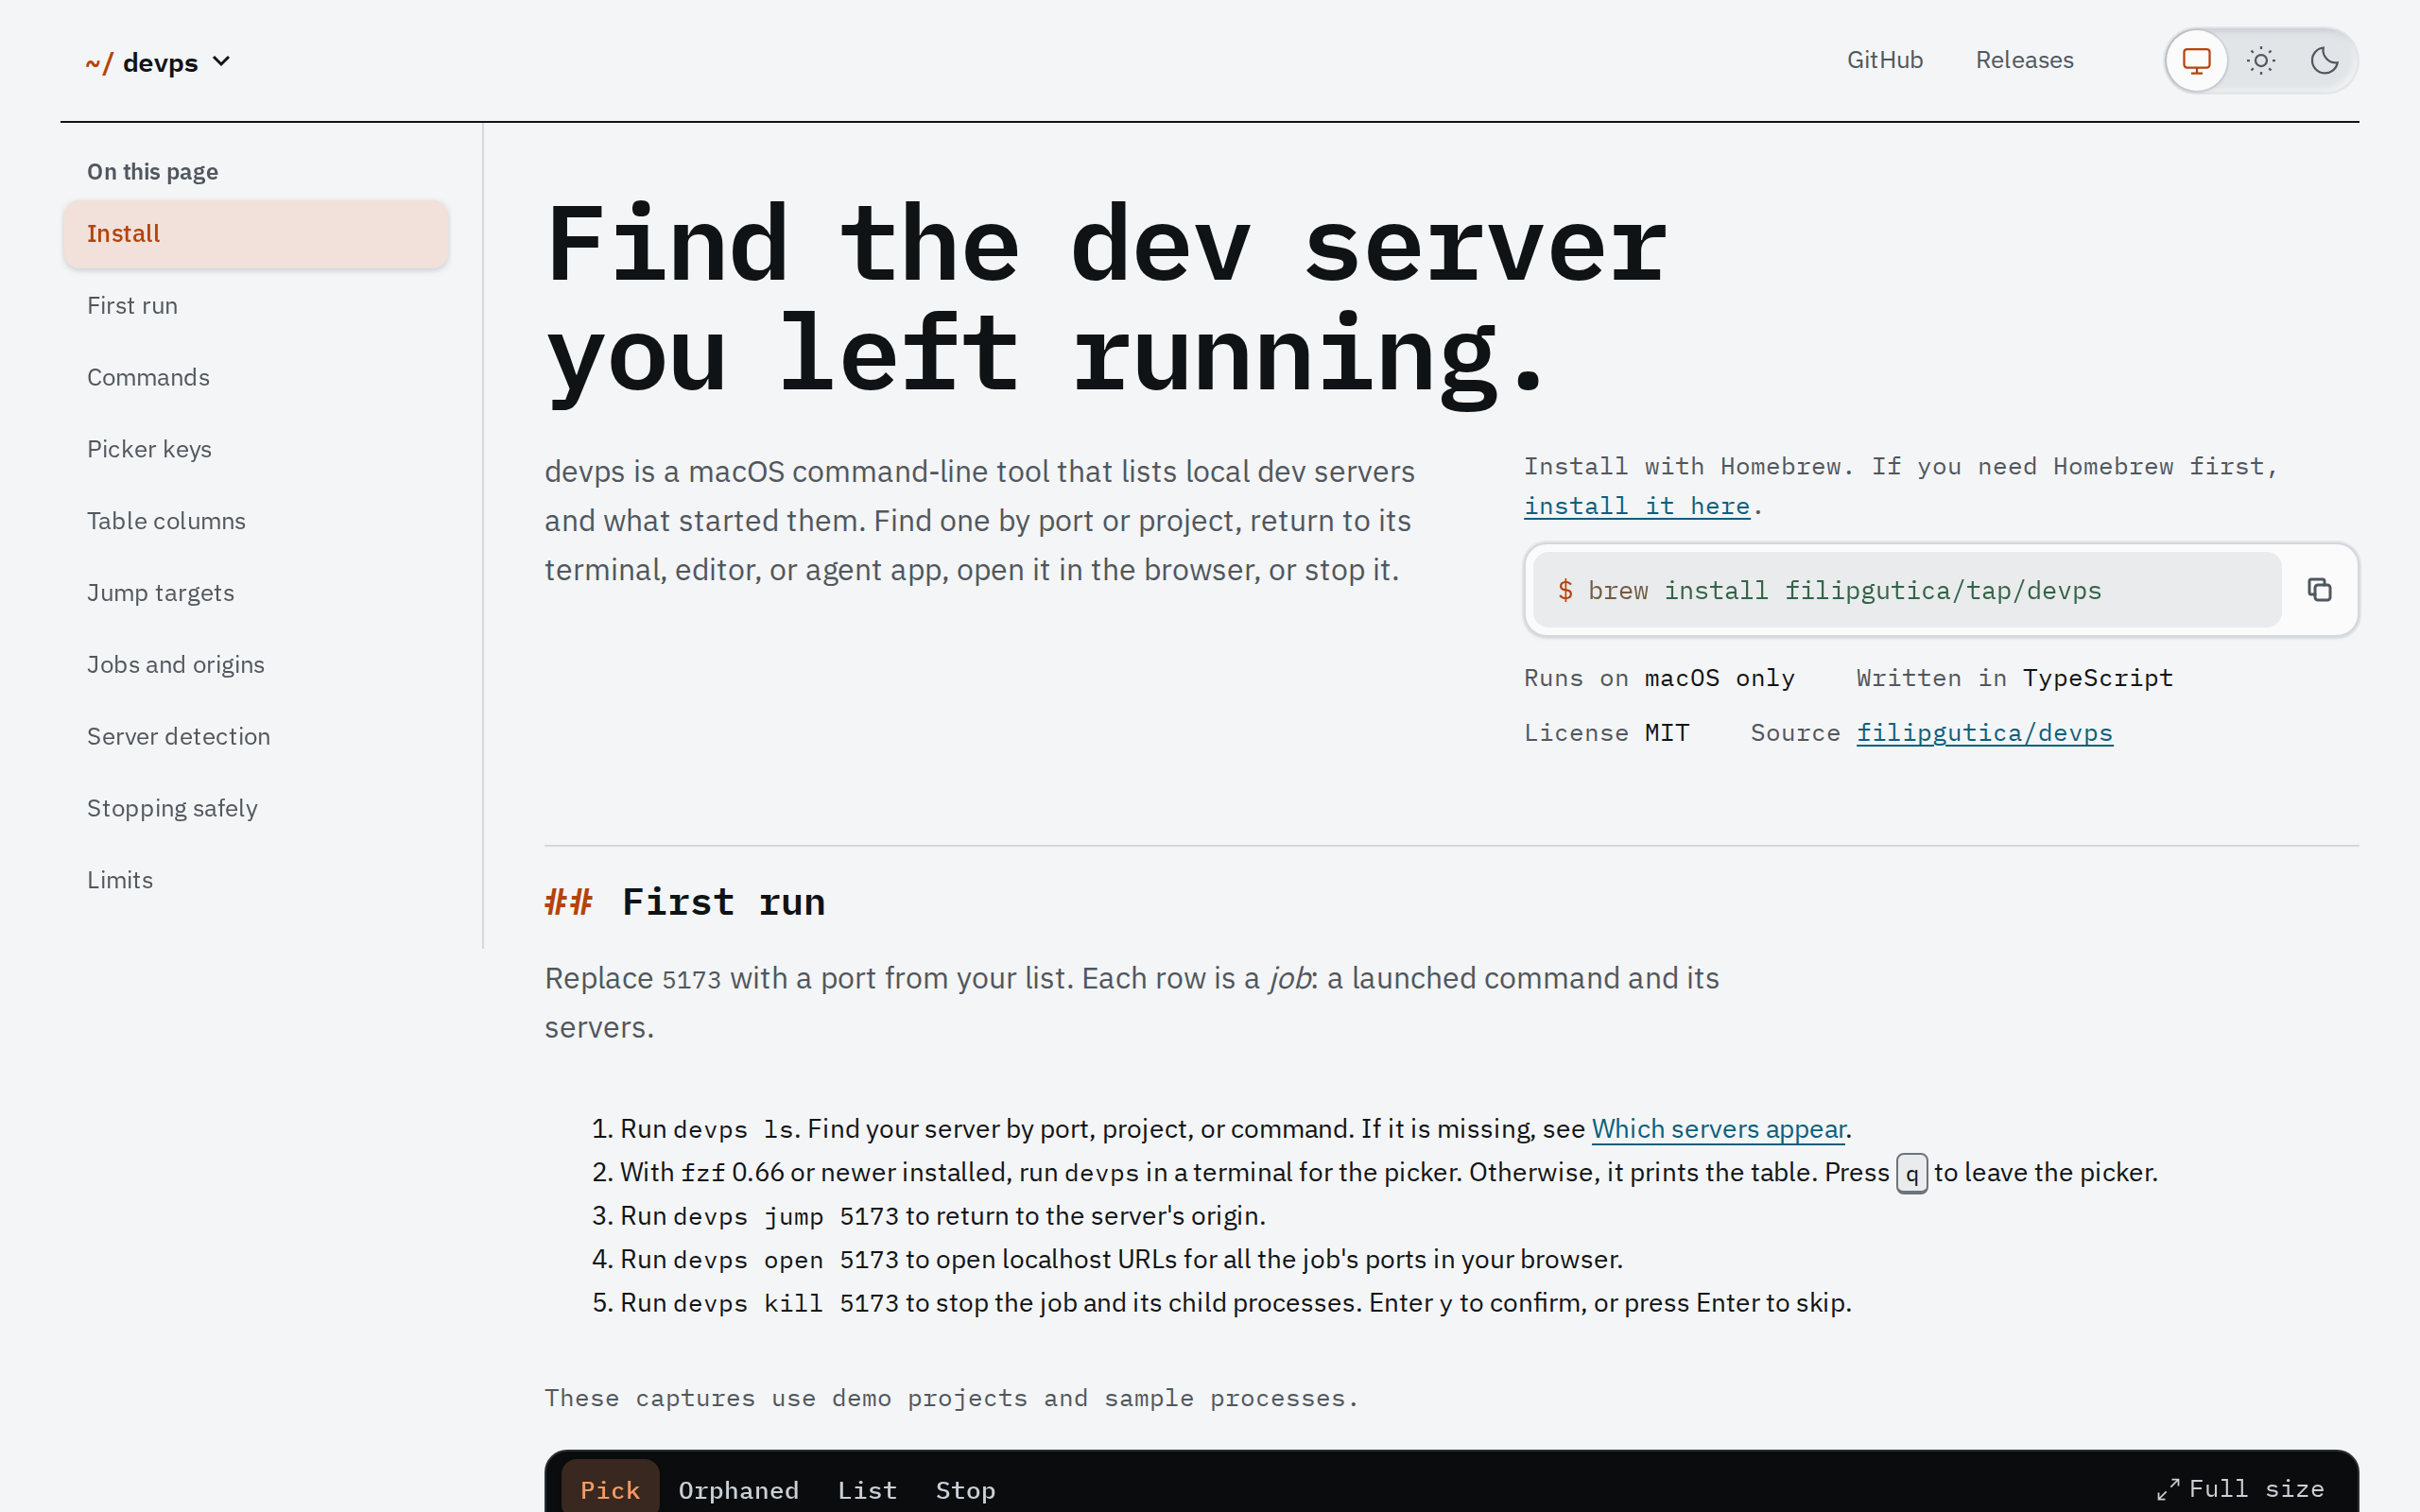 ~/ devps
GitHub
Releases
On this page
Install
First run
Commands
Picker keys
Table columns
Jump targets
Jobs and origins
Server detection
Stopping safely
Limits
Find the dev server
you left running.
devps is a macOS command-line tool that lists local dev servers
and what started them. Find one by port or project, return to its
terminal, editor, or agent app, open it in the browser, or stop it.
Install with Homebrew. If you need Homebrew first,
install it here.
$ brew install filipgutica/tap/devps
Runs on macOS only Written in TypeScript
License MIT Source filipgutica/devps
## First run
Replace 5173 with a port from your list. Each row is a job: a launched command and its
servers.
1. Run devps ls. Find your server by port, project, or command. If it is missing, see Which servers appear.
2. With fzf 0.66 or newer installed, run devps in a terminal for the picker. Otherwise, it prints the table. Press q to leave the picker.
3. Run devps jump 5173 to return to the server's origin.
4. Run devps open 5173 to open localhost URLs for all the job's ports in your browser.
5. Run devps kill 5173 to stop the job and its child processes. Enter y to confirm, or press Enter to skip.
These captures use demo projects and sample processes.
Pick Orphaned List Stop Full size